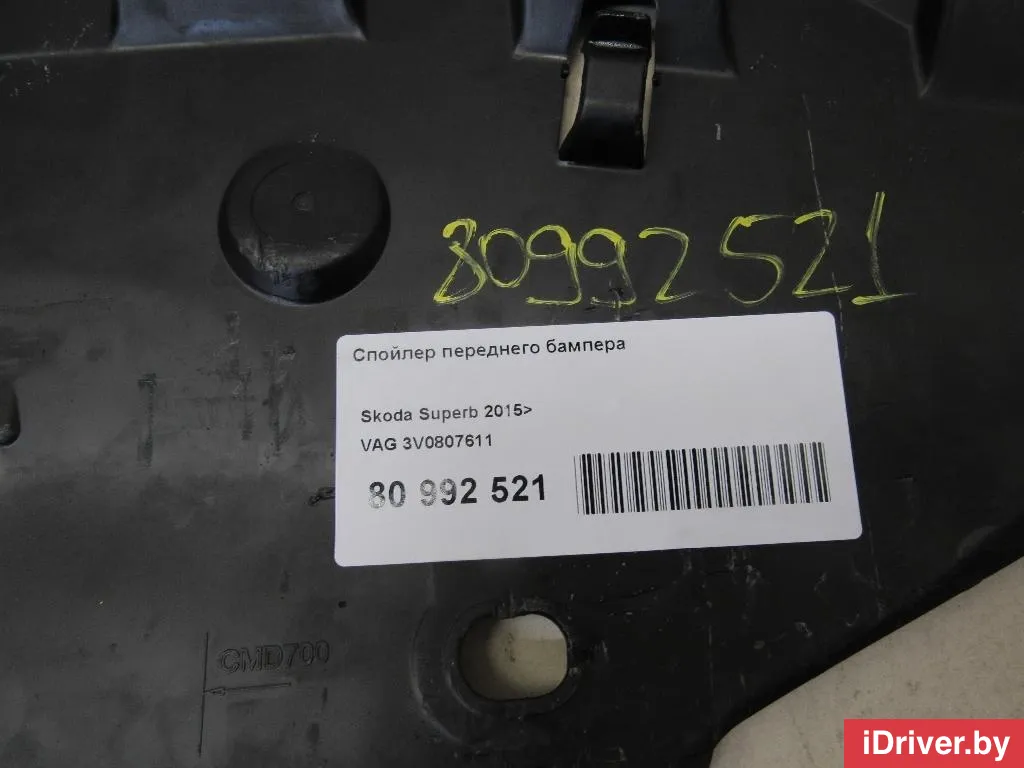 80992521
Спойлер переднего бампера
Skoda Superb 2015>
VAG 3V0807611
80 992 521
CMD700
iDriver.by